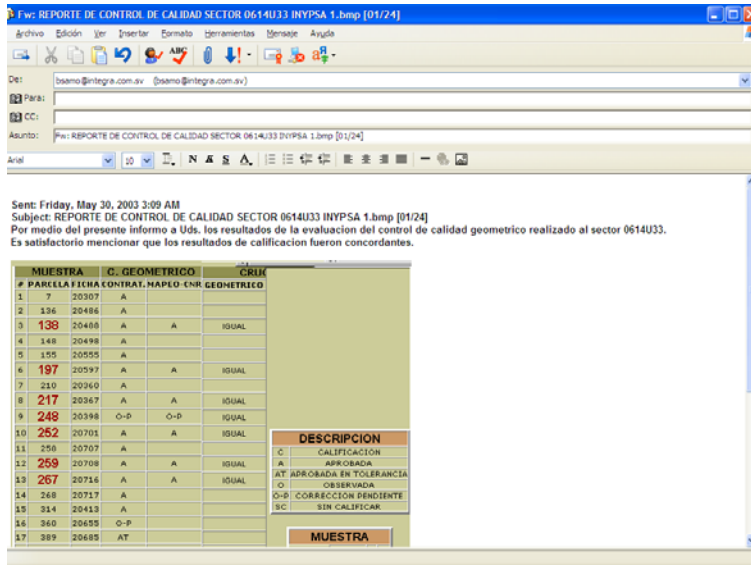 Fw: REPORTE DE CONTROL DE CALIDAD SECTOR 0614U33 INYPSA 1.bmp [01/24]
Archivo Edición Ver Insertar Formato Herramientas Mensaje Ayuda
De: bsamo@integra.com.sv (bsamo@integra.com.sv)
Para:
CC:
Asunto: Fw: REPORTE DE CONTROL DE CALIDAD SECTOR 0614U33 INYPSA 1.bmp [01/24]
Arial 10 N K S A
Sent: Friday, May 30, 2003 3:09 AM
Subject: REPORTE DE CONTROL DE CALIDAD SECTOR 0614U33 INYPSA 1.bmp [01/24]
Por medio del presente informo a Uds. los resultados de la evaluacion del control de calidad geometrico realizado al sector 0614U33.
Es satisfactorio mencionar que los resultados de calificacion fueron concordantes.
MUESTRA C. GEOMETRICO CRUC
# PARCELA FICHA CONTRAT. MAPEO-CNR GEOMETRICO
1 7 20307 A
2 136 20486 A
3 138 20488 A A IGUAL
4 148 20498 A
5 155 20555 A
6 197 20597 A A IGUAL
7 210 20360 A
8 217 20367 A A IGUAL
9 248 20398 O-P O-P IGUAL
10 252 20701 A A IGUAL
11 258 20707 A
12 259 20708 A A IGUAL
13 267 20716 A A IGUAL
14 268 20717 A
15 314 20413 A
16 360 20655 O-P
17 389 20685 AT
DESCRIPCION
C CALIFICACION
A APROBADA
AT APROBADA EN TOLERANCIA
O OBSERVADA
O-P CORRECCION PENDIENTE
SC SIN CALIFICAR
MUESTRA